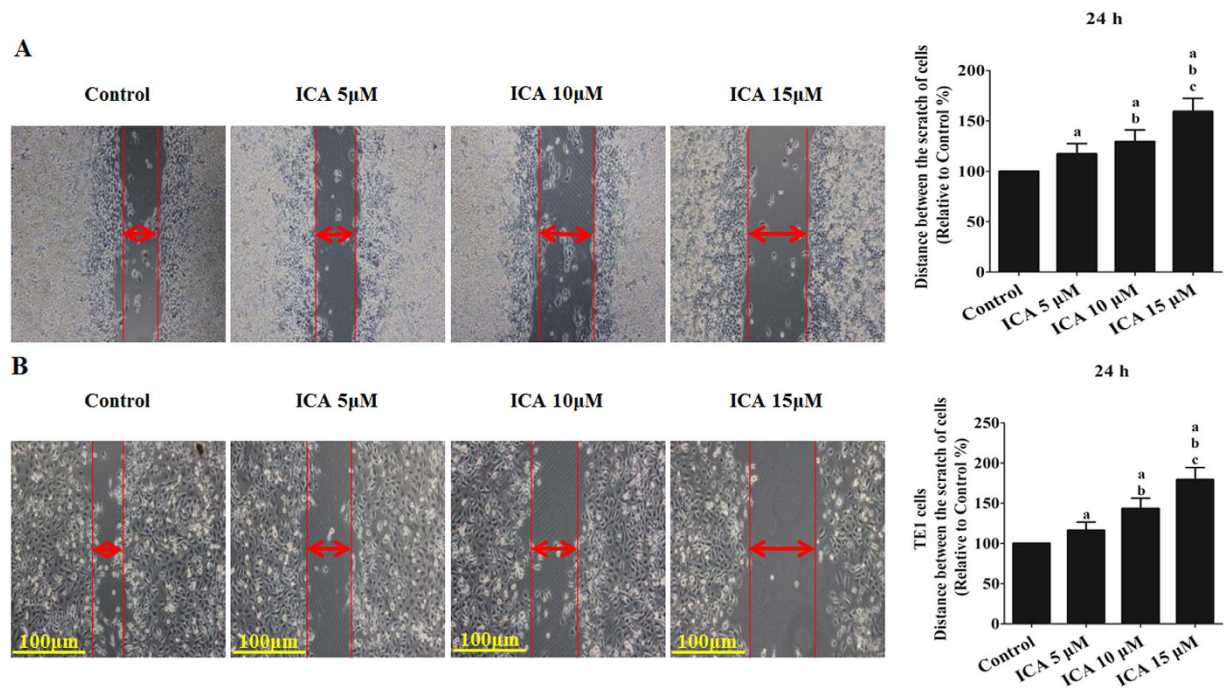 A
Control
ICA 5µM
ICA 10µM
ICA 15µM
24 h
Distance between the scratch of cells
(Relative to Control %)
200
150
100
50
0
a
a
b
a
b
c
Control
ICA 5 µM
ICA 10 µM
ICA 15 µM
B
Control
ICA 5µM
ICA 10µM
ICA 15µM
100µm
100µm
100µm
100µm
24 h
TE1 cells
Distance between the scratch of cells
(Relative to Control %)
250
200
150
100
50
0
a
a
b
a
b
c
Control
ICA 5 µM
ICA 10 µM
ICA 15 µM